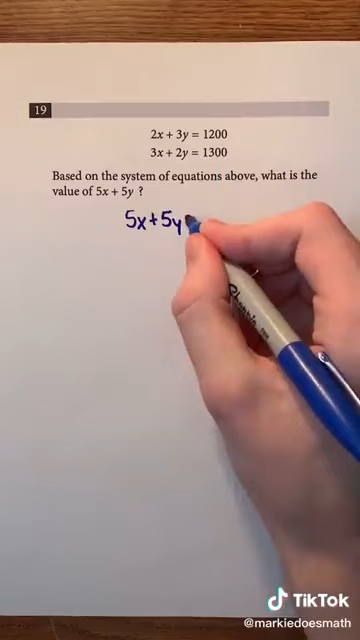 19
2x + 3y = 1200
3x + 2y = 1300
Based on the system of equations above, what is the
value of 5x + 5y ?
5x+5y
Sharpie
TikTok
@markiedoesmath